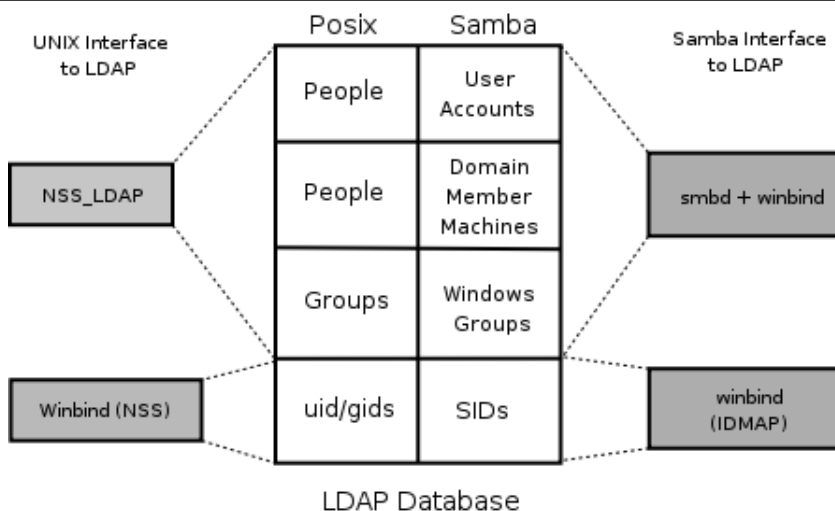 Posix
Samba
UNIX Interface
to LDAP
Samba Interface
to LDAP
People
User
Accounts
NSS_LDAP
People
Domain
Member
Machines
smbd + winbind
Groups
Windows
Groups
Winbind (NSS)
uid/gids
SIDs
winbind
(IDMAP)
LDAP Database